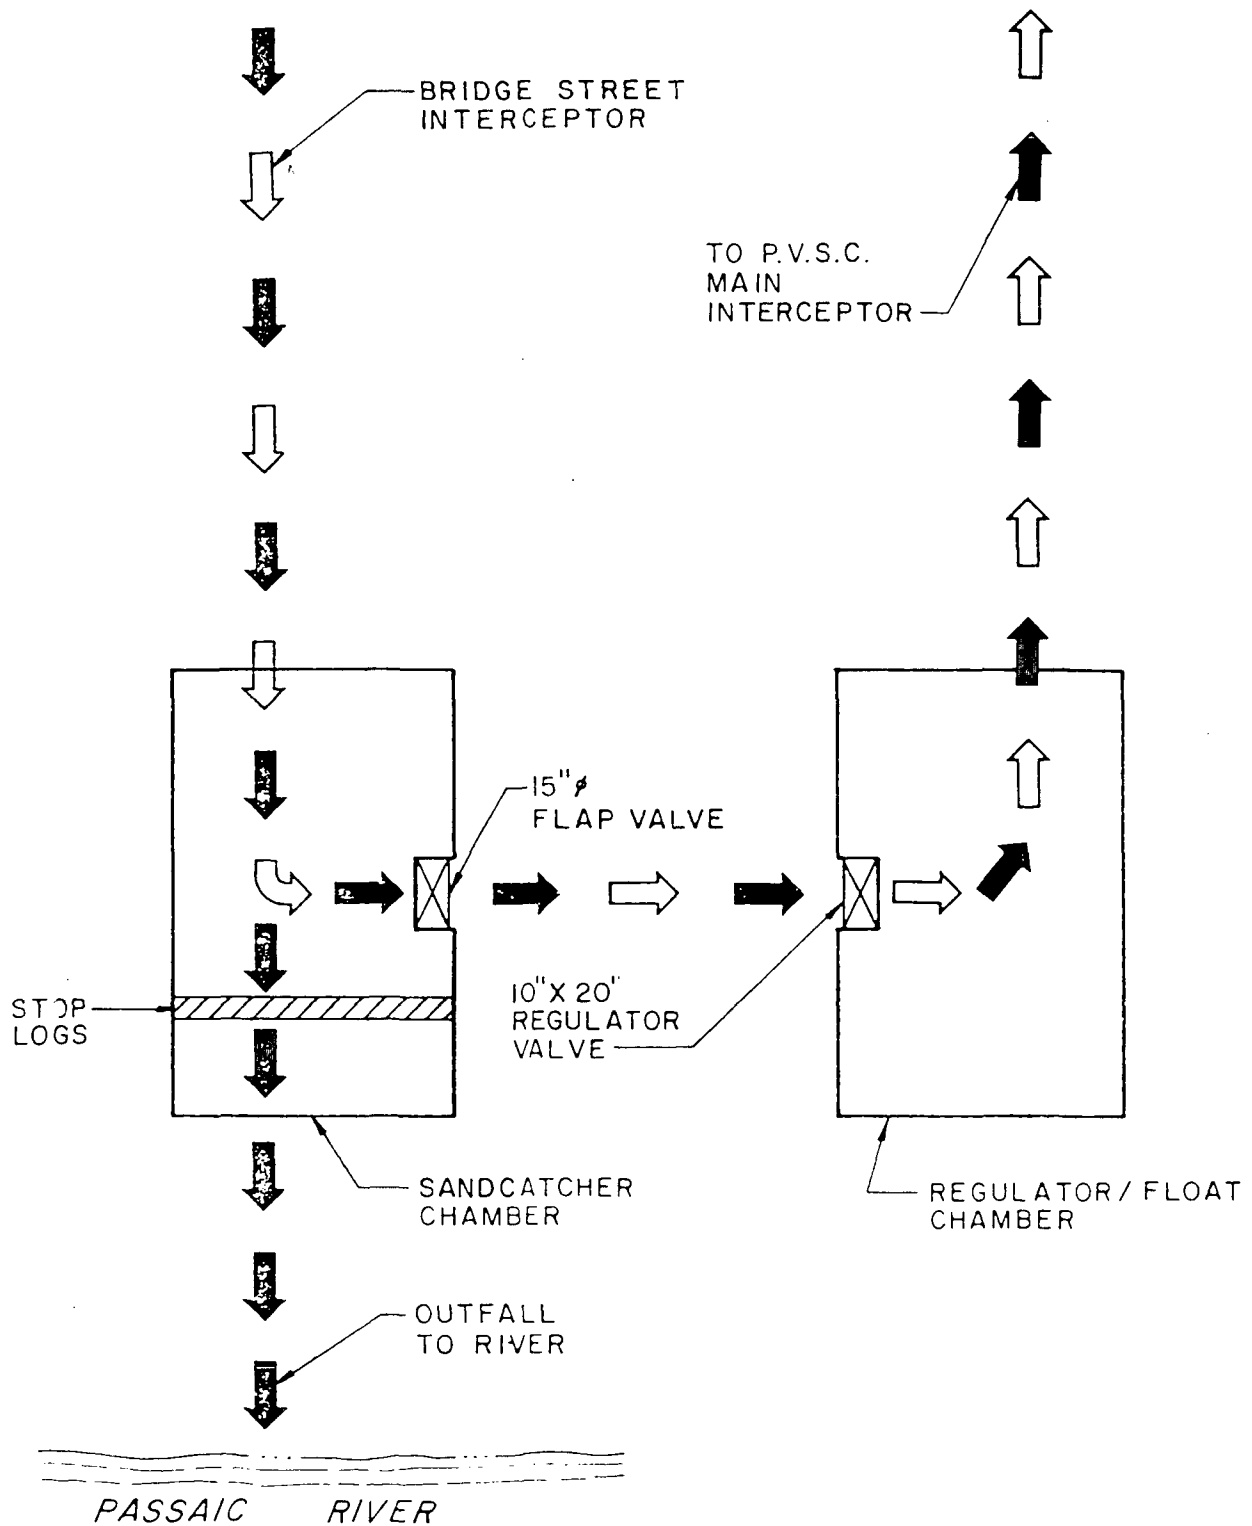 BRIDGE STREET
INTERCEPTOR
TO P.V.S.C.
MAIN
INTERCEPTOR
15"ø
FLAP VALVE
STOP
LOGS
10"X 20"
REGULATOR
VALVE
SANDCATCHER
CHAMBER
REGULATOR/FLOAT
CHAMBER
OUTFALL
TO RIVER
PASSAIC RIVER